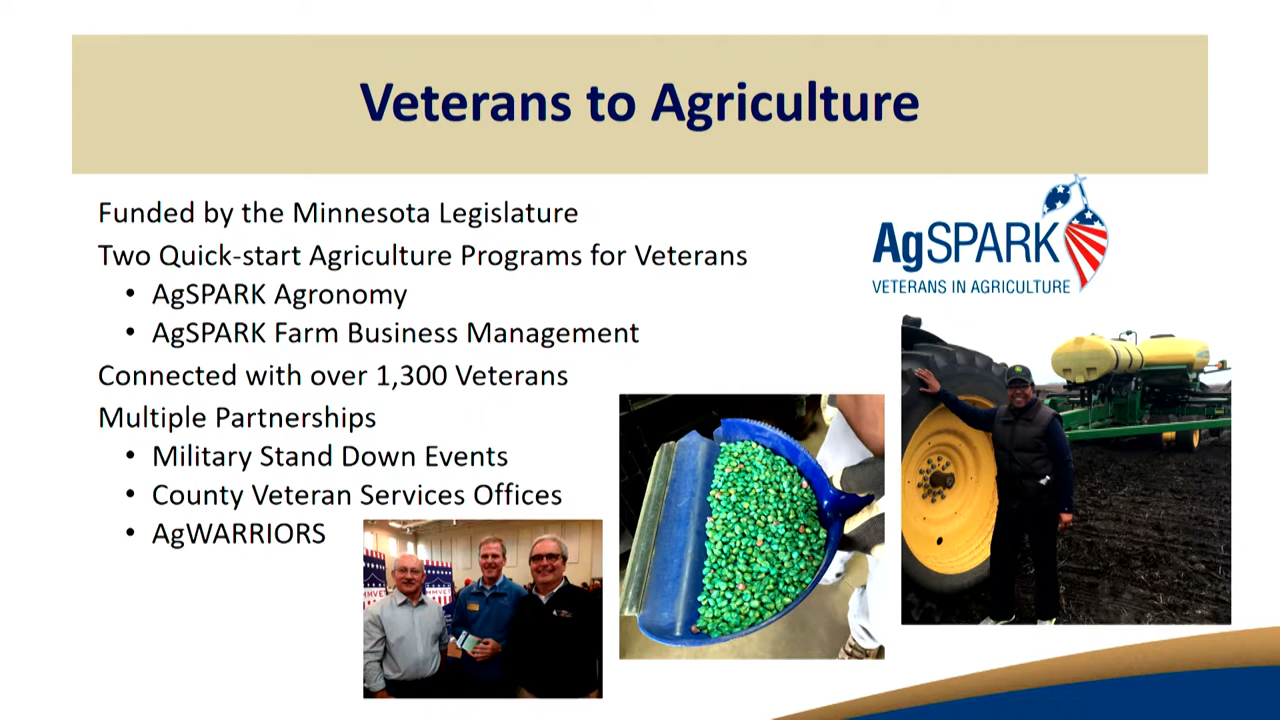 Veterans to Agriculture
Funded by the Minnesota Legislature
Two Quick-start Agriculture Programs for Veterans
• AgSPARK Agronomy
• AgSPARK Farm Business Management
Connected with over 1,300 Veterans
Multiple Partnerships
• Military Stand Down Events
• County Veteran Services Offices
• AgWARRIORS
AgSPARK
VETERANS IN AGRICULTURE